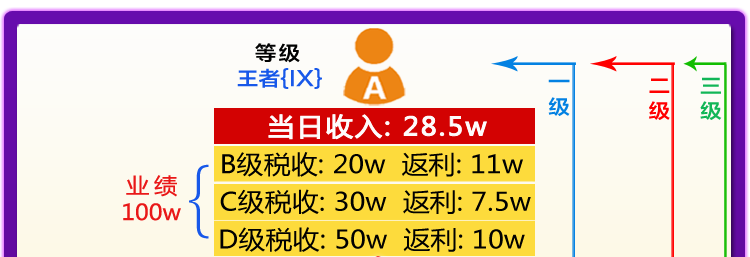 等级
王者{IX}
A
一级
二级
三级
当日收入: 28.5w
业绩
100w
B级税收: 20w 返利: 11w
C级税收: 30w 返利: 7.5w
D级税收: 50w 返利: 10w